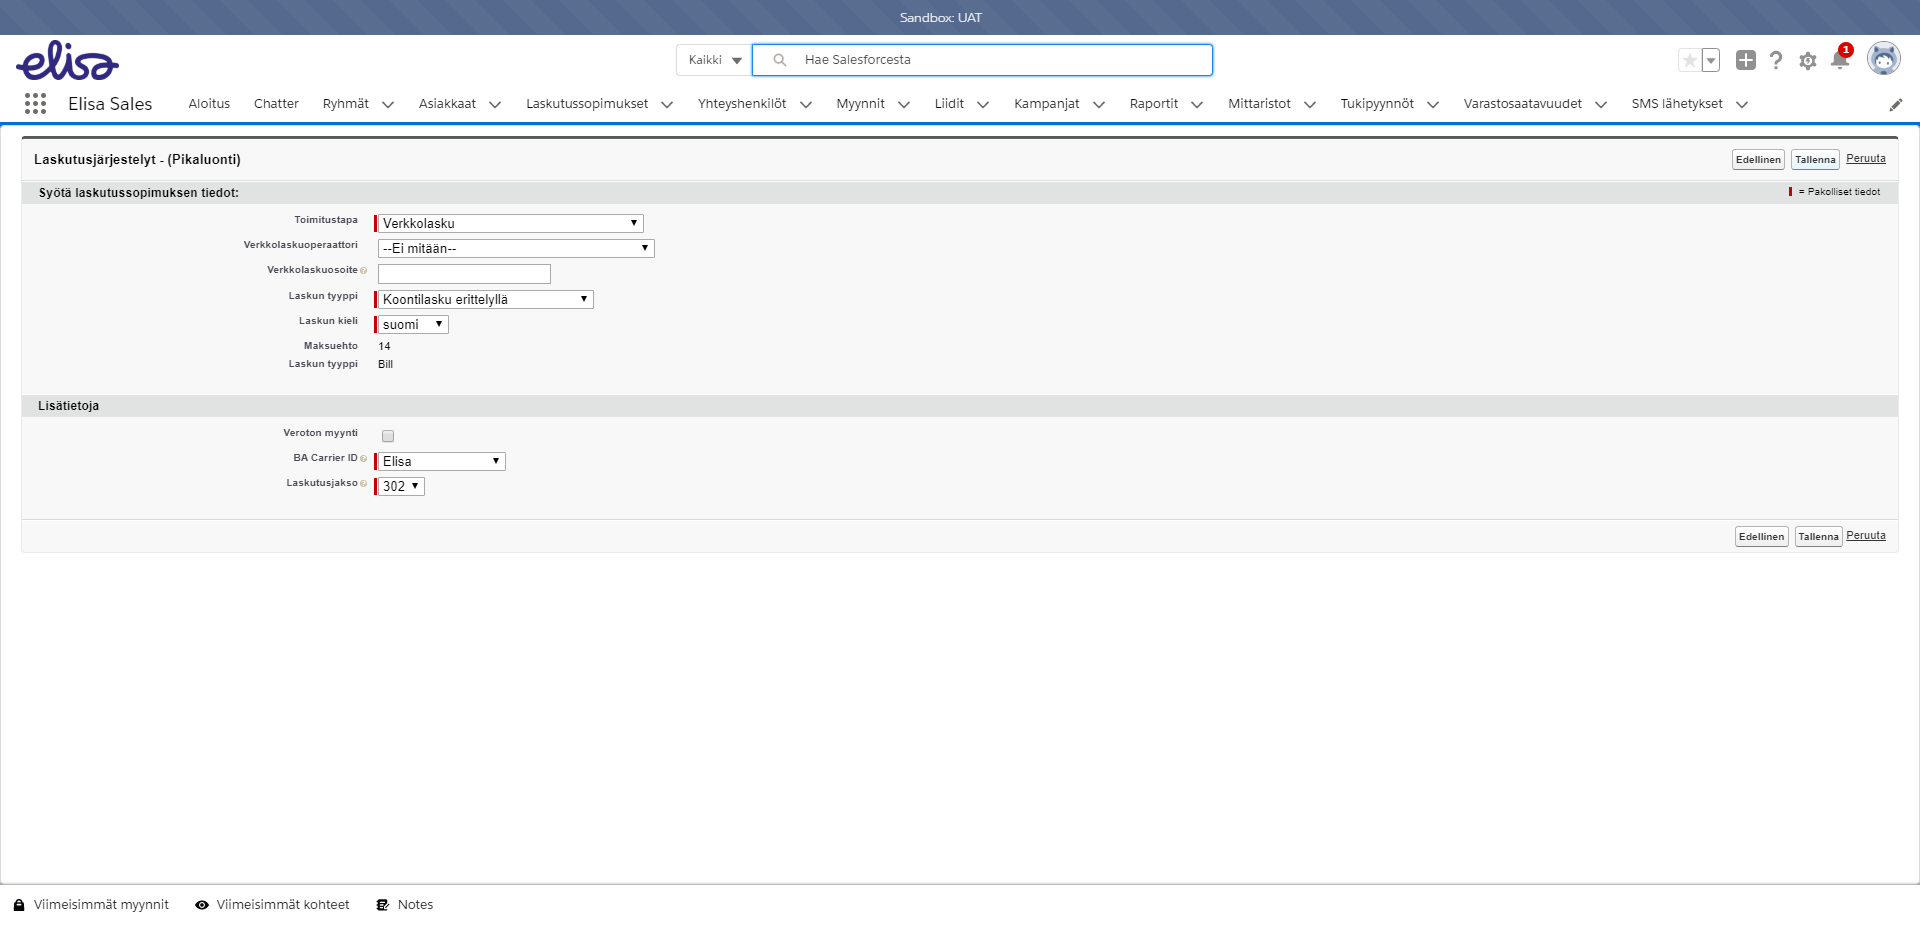 Sandbox: UAT
elisa
Kaikki
Hae Salesforcesta
1
Elisa Sales
Aloitus
Chatter
Ryhmät
Asiakkaat
Laskutussopimukset
Yhteyshenkilöt
Myynnit
Liidit
Kampanjat
Raportit
Mittaristot
Tukipyynnöt
Varastosaatavuudet
SMS lähetykset
Laskutusjärjestelyt - (Pikaluonti)
Edellinen
Tallenna
Peruuta
Syötä laskutussopimuksen tiedot:
= Pakolliset tiedot
Toimitustapa
Verkkolasku
Verkkolaskuoperaattori
--Ei mitään--
Verkkolaskuosoite
Laskun tyyppi
Koontilasku erittelyllä
Laskun kieli
suomi
Maksuehto
14
Laskun tyyppi
Bill
Lisätietoja
Veroton myynti
BA Carrier ID
Elisa
Laskutusjakso
302
Edellinen
Tallenna
Peruuta
Viimeisimmät myynnit
Viimeisimmät kohteet
Notes